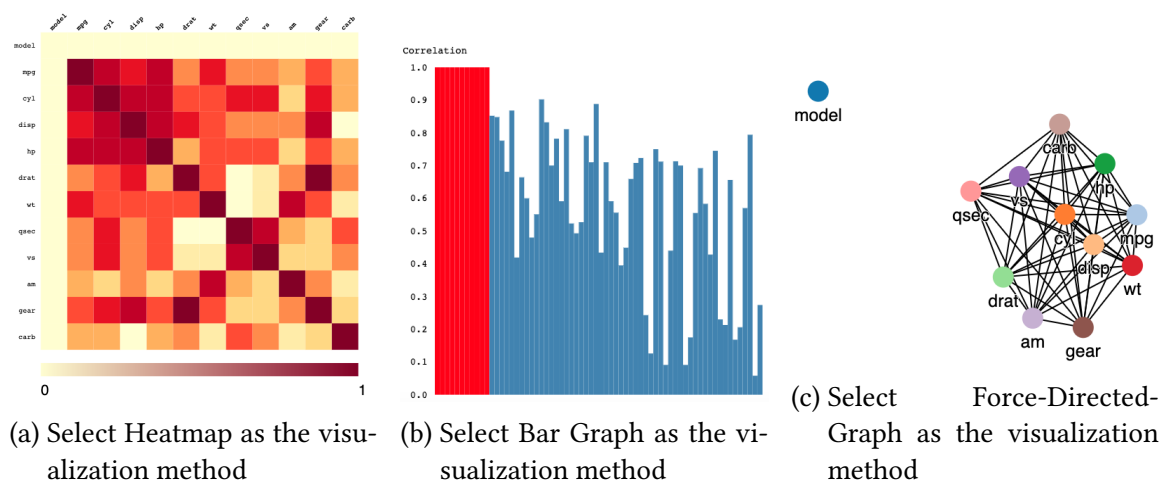 model mpg cyl disp hp drat wt qsec vs am gear carb
model
mpg
cyl
disp
hp
drat
wt
qsec
vs
am
gear
carb
0 1
(a) Select Heatmap as the visu-
alization method
Correlation
1.0
0.9
0.8
0.7
0.6
0.5
0.4
0.3
0.2
0.1
0.0
(b) Select Bar Graph as the vi-
sualization method
model
carb
hp
vs
qsec
cyl
mpg
disp
wt
drat
am
gear
(c) Select Force-Directed-
Graph as the visualization
method